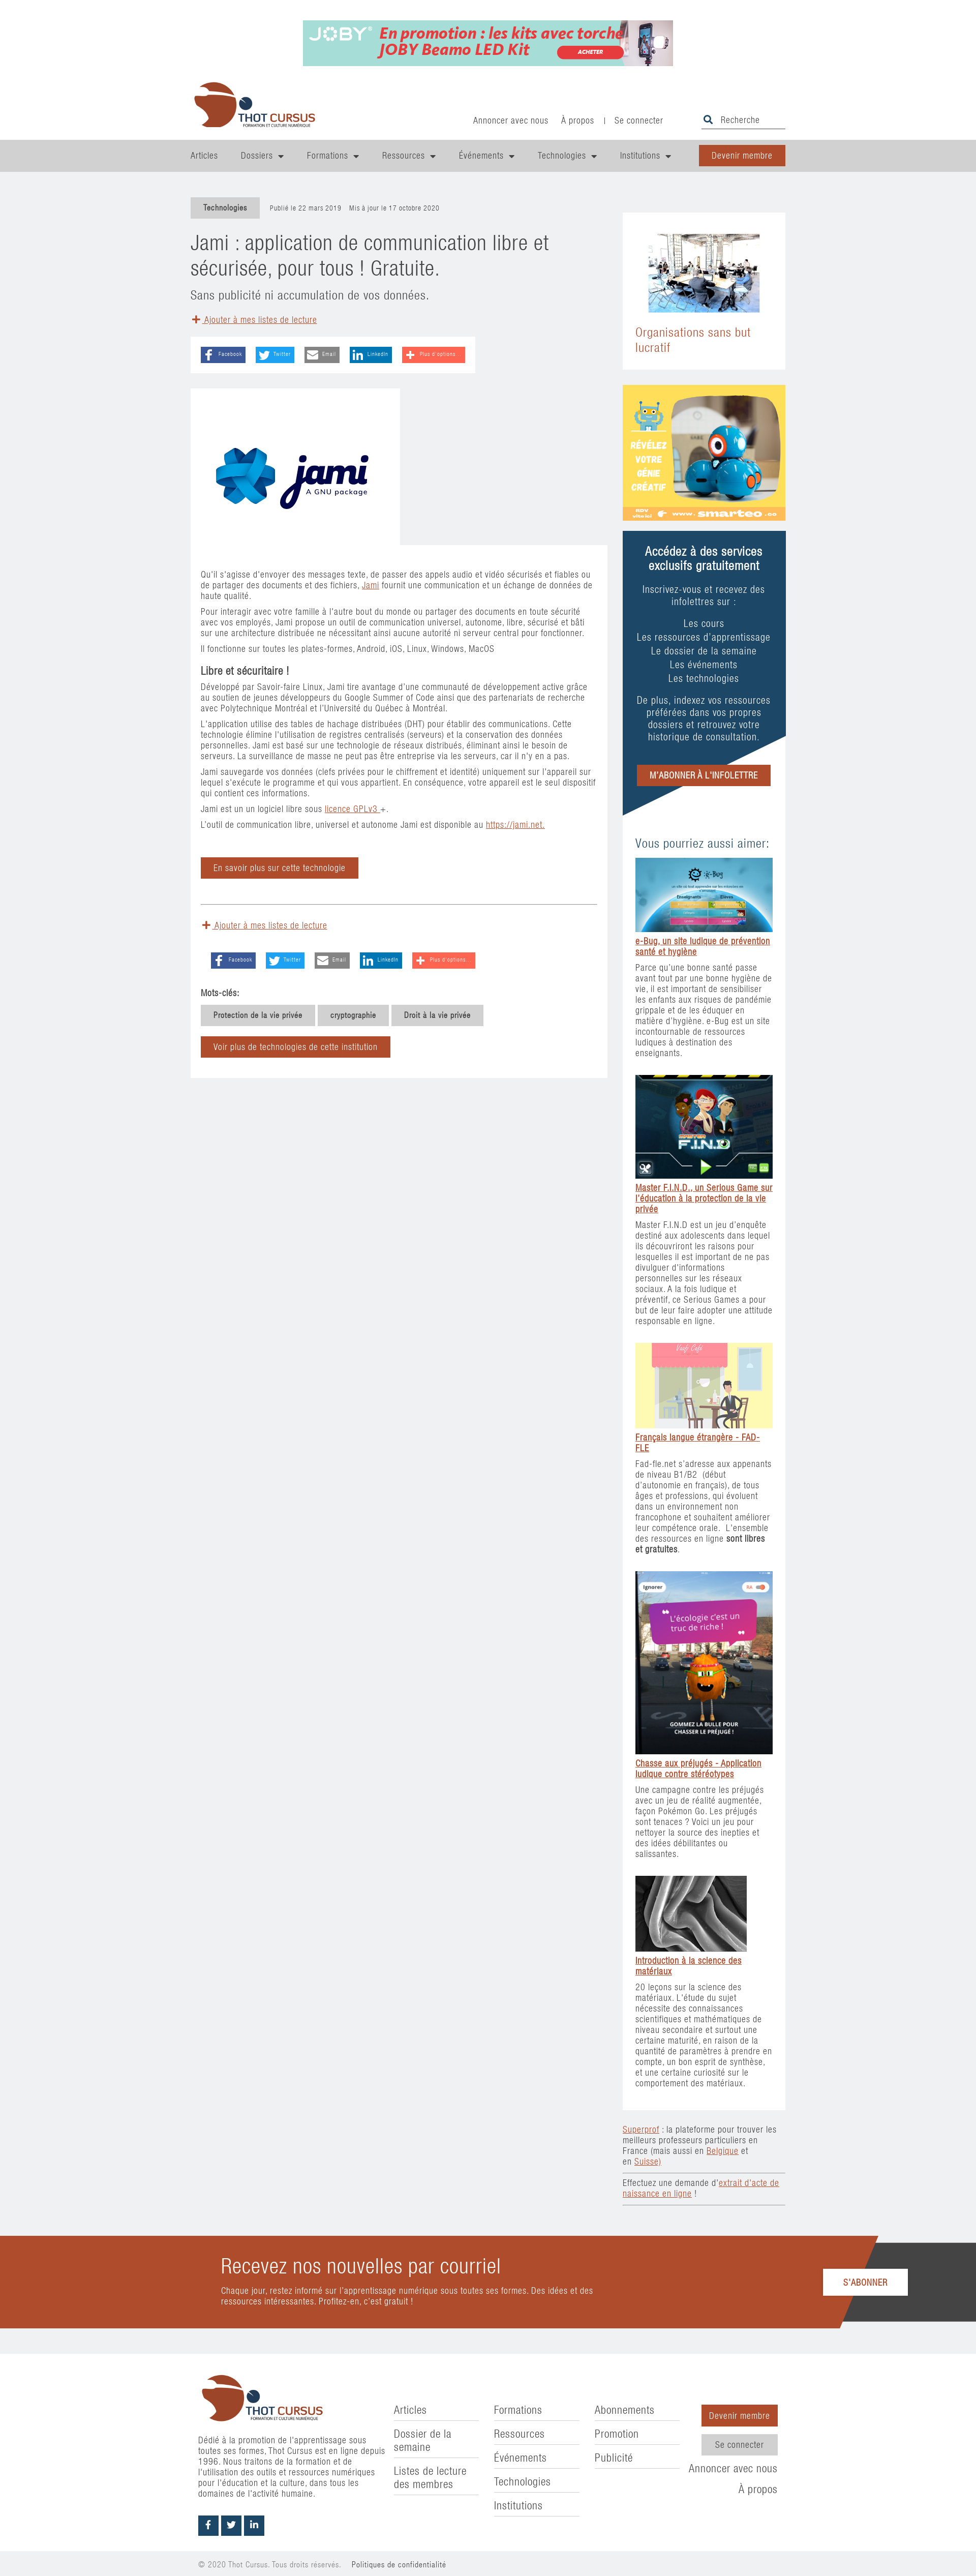 JOBY
En promotion : les kits avec torche
JOBY Beamo LED Kit
ACHETER
THOT CURSUS
FORMATION ET CULTURE NUMÉRIQUE
Annoncer avec nous
À propos
|
Se connecter
Recherche
Articles
Dossiers
Formations
Ressources
Événements
Technologies
Institutions
Devenir membre
Technologies
Publié le 22 mars 2019 Mis à jour le 17 octobre 2020
Jami : application de communication libre et
sécurisée, pour tous ! Gratuite.
Sans publicité ni accumulation de vos données.
Ajouter à mes listes de lecture
Facebook
Twitter
Email
LinkedIn
Plus d'options...
jami
A GNU package
Qu'il s'agisse d'envoyer des messages texte, de passer des appels audio et vidéo sécurisés et fiables ou
de partager des documents et des fichiers, Jami fournit une communication et un échange de données de
haute qualité.
Pour interagir avec votre famille à l'autre bout du monde ou partager des documents en toute sécurité
avec vos employés, Jami propose un outil de communication universel, autonome, libre, sécurisé et bâti
sur une architecture distribuée ne nécessitant ainsi aucune autorité ni serveur central pour fonctionner.
Il fonctionne sur toutes les plates-formes, Android, iOS, Linux, Windows, MacOS
Libre et sécuritaire !
Développé par Savoir-faire Linux, Jami tire avantage d'une communauté de développement active grâce
au soutien de jeunes développeurs du Google Summer of Code ainsi que des partenariats de recherche
avec Polytechnique Montréal et l'Université du Québec à Montréal.
L'application utilise des tables de hachage distribuées (DHT) pour établir des communications. Cette
technologie élimine l'utilisation de registres centralisés (serveurs) et la conservation des données
personnelles. Jami est basé sur une technologie de réseaux distribués, éliminant ainsi le besoin de
serveurs. La surveillance de masse ne peut pas être entreprise via les serveurs, car il n'y en a pas.
Jami sauvegarde vos données (clefs privées pour le chiffrement et identité) uniquement sur l'appareil sur
lequel s'exécute le programme et qui vous appartient. En conséquence, votre appareil est le seul dispositif
qui contient ces informations.
Jami est un un logiciel libre sous licence GPLv3 +.
L'outil de communication libre, universel et autonome Jami est disponible au https://jami.net.
En savoir plus sur cette technologie
Ajouter à mes listes de lecture
Facebook
Twitter
Email
LinkedIn
Plus d'options...
Mots-clés:
Protection de la vie privée
cryptographie
Droit à la vie privée
Voir plus de technologies de cette institution
Organisations sans but
lucratif
RÉVÉLEZ
VOTRE
GÉNIE
CRÉATIF
www.smarteo.co
Accédez à des services
exclusifs gratuitement
Inscrivez-vous et recevez des
infolettres sur :
Les cours
Les ressources d'apprentissage
Le dossier de la semaine
Les événements
Les technologies
De plus, indexez vos ressources
préférées dans vos propres
dossiers et retrouvez votre
historique de consultation.
M'ABONNER À L'INFOLETTRE
Vous pourriez aussi aimer:
e-Bug
Enseignants
Élèves
e-Bug, un site ludique de prévention
santé et hygiène
Parce qu'une bonne santé passe
avant tout par une bonne hygiène de
vie, il est important de sensibiliser
les enfants aux risques de pandémie
grippale et de les éduquer en
matière d'hygiène. e-Bug est un site
incontournable de ressources
ludiques à destination des
enseignants.
F.I.N.D
Master F.I.N.D., un Serious Game sur
l'éducation à la protection de la vie
privée
Master F.I.N.D est un jeu d'enquête
destiné aux adolescents dans lequel
ils découvriront les raisons pour
lesquelles il est important de ne pas
divulguer d'informations
personnelles sur les réseaux
sociaux. A la fois ludique et
préventif, ce Serious Games a pour
but de leur faire adopter une attitude
responsable en ligne.
Français langue étrangère - FAD-
FLE
Fad-fle.net s'adresse aux appenants
de niveau B1/B2 (début
d'autonomie en français), de tous
âges et professions, qui évoluent
dans un environnement non
francophone et souhaitent améliorer
leur compétence orale. L'ensemble
des ressources en ligne sont libres
et gratuites.
Ignorer
AA
L'écologie c'est un
truc de riche !
GOMMEZ LA BULLE POUR
CHASSER LE PRÉJUGÉ !
Chasse aux préjugés - Application
ludique contre stéréotypes
Une campagne contre les préjugés
avec un jeu de réalité augmentée,
façon Pokémon Go. Les préjugés
sont tenaces ? Voici un jeu pour
nettoyer la source des inepties et
des idées débilitantes ou
salissantes.
Introduction à la science des
matériaux
20 leçons sur la science des
matériaux. L'étude du sujet
nécessite des connaissances
scientifiques et mathématiques de
niveau secondaire et surtout une
certaine maturité, en raison de la
quantité de paramètres à prendre en
compte, un bon esprit de synthèse,
et une certaine curiosité sur le
comportement des matériaux.
Superprof : la plateforme pour trouver les
meilleurs professeurs particuliers en
France (mais aussi en Belgique et
en Suisse)
Effectuez une demande d'extrait d'acte de
naissance en ligne !
Recevez nos nouvelles par courriel
Chaque jour, restez informé sur l'apprentissage numérique sous toutes ses formes. Des idées et des
ressources intéressantes. Profitez-en, c'est gratuit !
S'ABONNER
THOT CURSUS
FORMATION ET CULTURE NUMÉRIQUE
Dédié à la promotion de l'apprentissage sous
toutes ses formes, Thot Cursus est en ligne depuis
1996. Nous traitons de la formation et de
l'utilisation des outils et ressources numériques
pour l'éducation et la culture, dans tous les
domaines de l'activité humaine.
Articles
Dossier de la
semaine
Listes de lecture
des membres
Formations
Ressources
Événements
Technologies
Institutions
Abonnements
Promotion
Publicité
Devenir membre
Se connecter
Annoncer avec nous
À propos
© 2020 Thot Cursus. Tous droits réservés.
Politiques de confidentialité